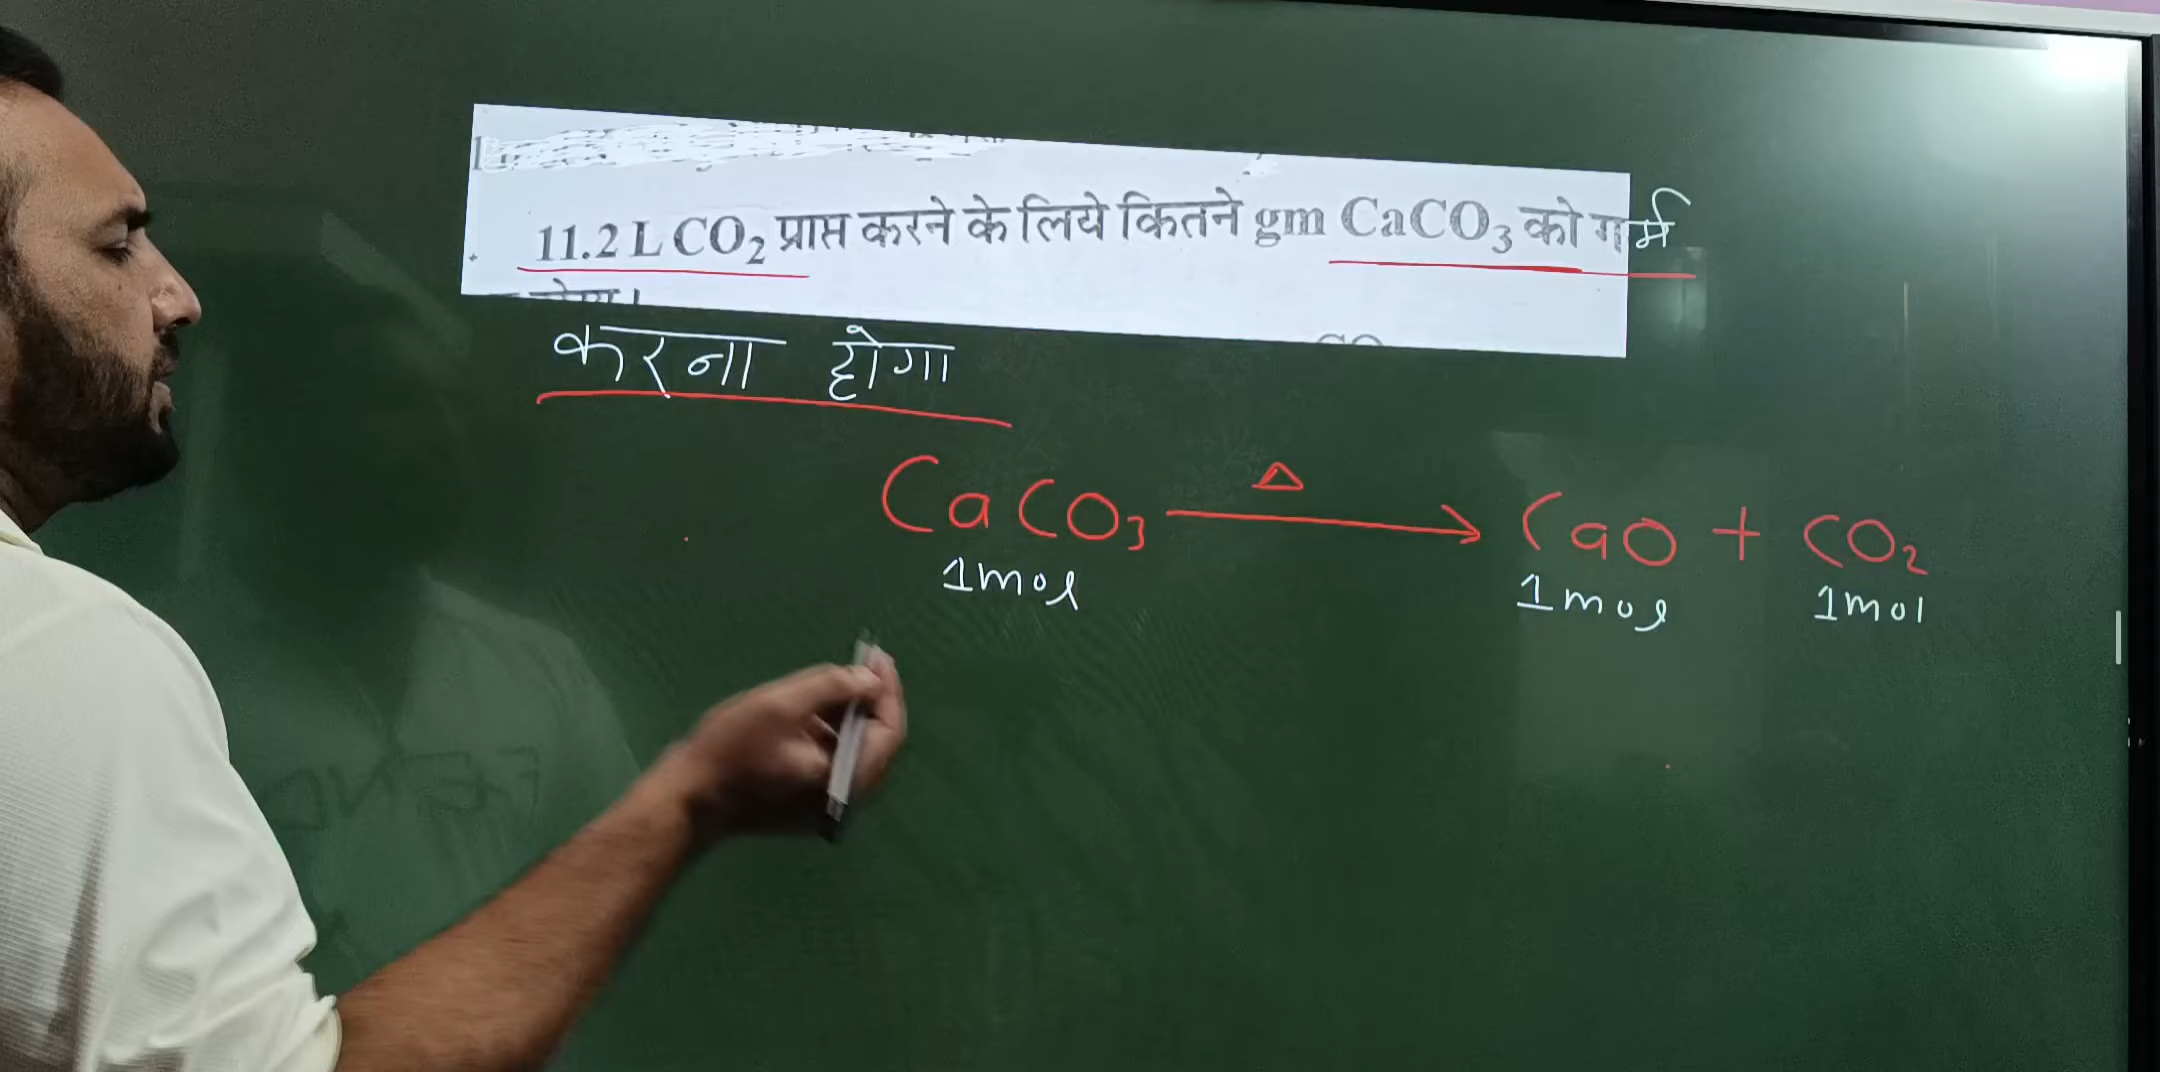 11.2 L CO₂ प्राप्त करने के लिये कितने gm CaCO₃ को गर्म
करना होगा
CaCO₃ —Δ→ CaO + CO₂
1mol 1mol 1mol